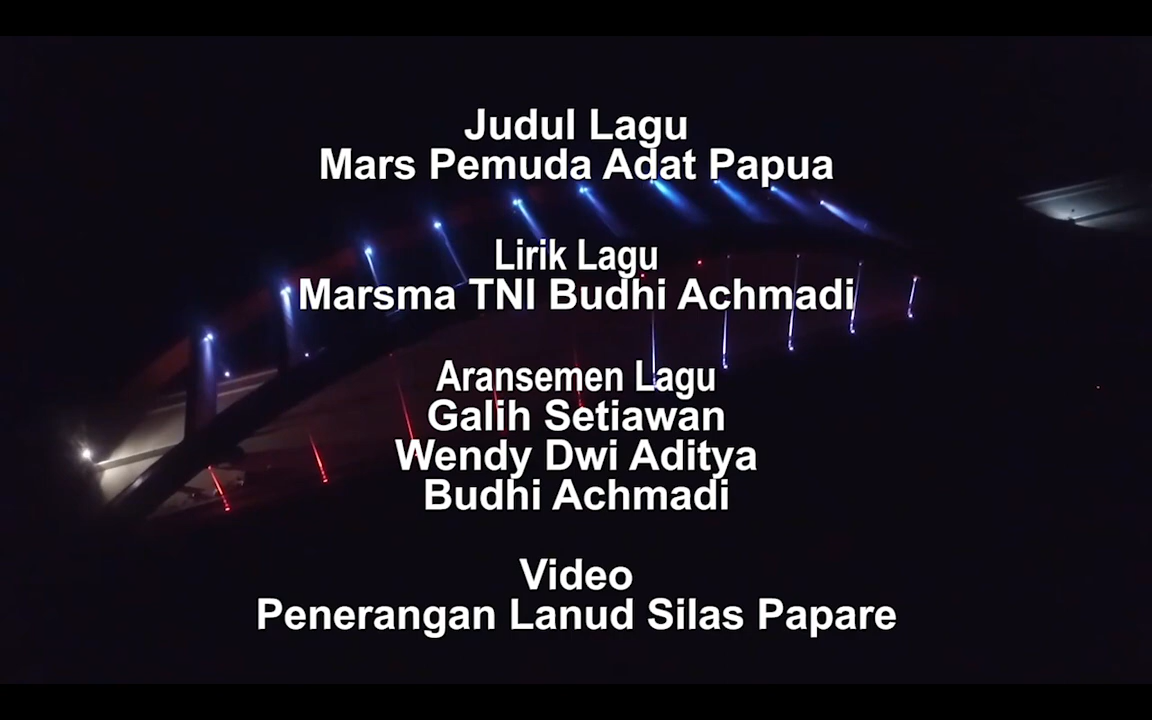 Judul Lagu
Mars Pemuda Adat Papua
Lirik Lagu
Marsma TNI Budhi Achmadi
Aransemen Lagu
Galih Setiawan
Wendy Dwi Aditya
Budhi Achmadi
Video
Penerangan Lanud Silas Papare